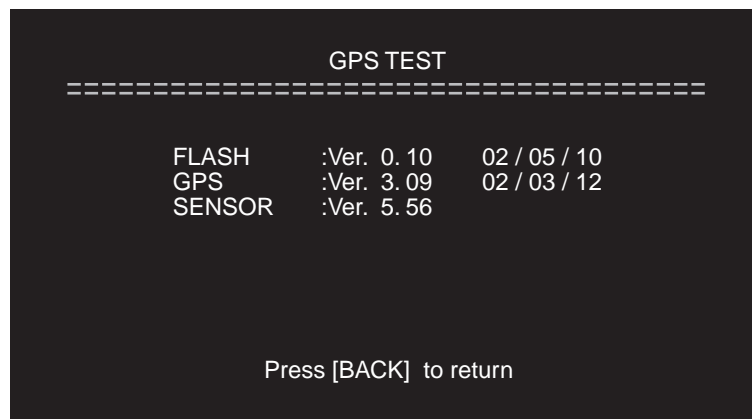 GPS TEST
=====================================
FLASH :Ver. 0. 10 02 / 05 / 10
GPS :Ver. 3. 09 02 / 03 / 12
SENSOR :Ver. 5. 56
Press [BACK] to return